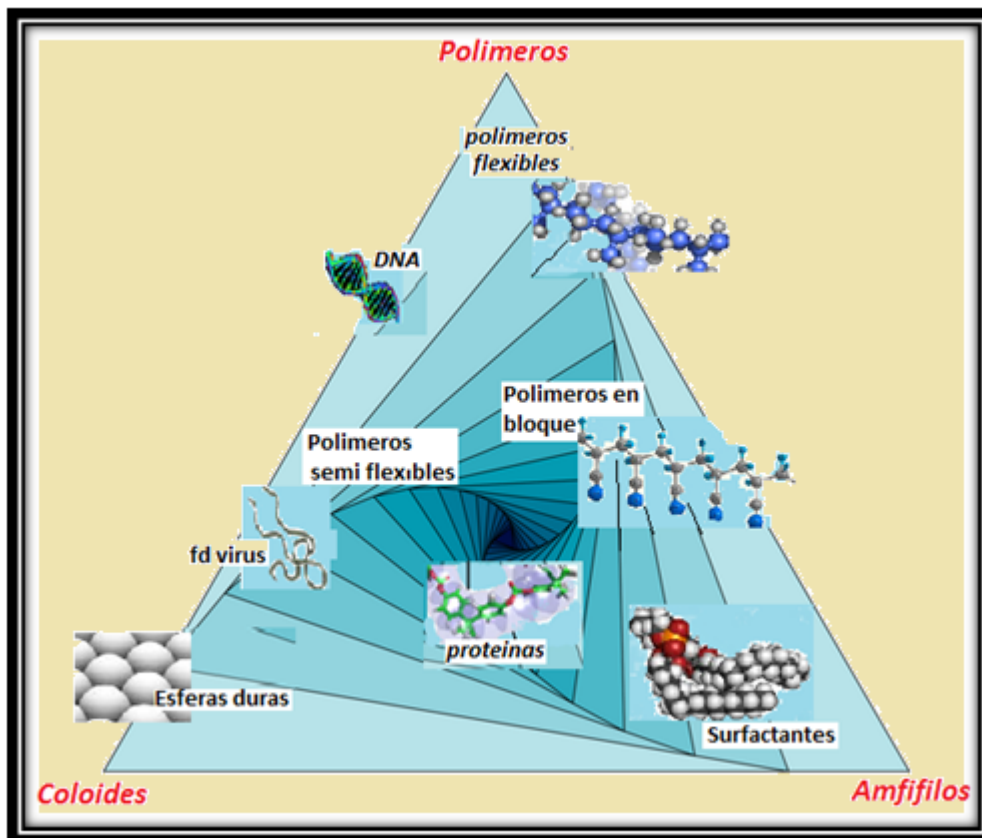 Polimeros
polimeros
flexibles
DNA
Polimeros en
bloque
Polimeros
semi flexibles
fd virus
proteinas
Esferas duras
Surfactantes
Coloides
Amfifilos